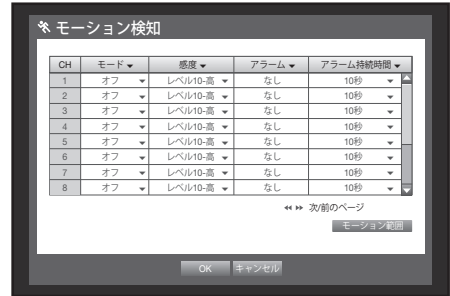 モーション検知
CH モード 感度 アラーム アラーム持続時間
1 オフ レベル10-高 なし 10秒
2 オフ レベル10-高 なし 10秒
3 オフ レベル10-高 なし 10秒
4 オフ レベル10-高 なし 10秒
5 オフ レベル10-高 なし 10秒
6 オフ レベル10-高 なし 10秒
7 オフ レベル10-高 なし 10秒
8 オフ レベル10-高 なし 10秒
次/前のページ
モーション範囲
OK キャンセル